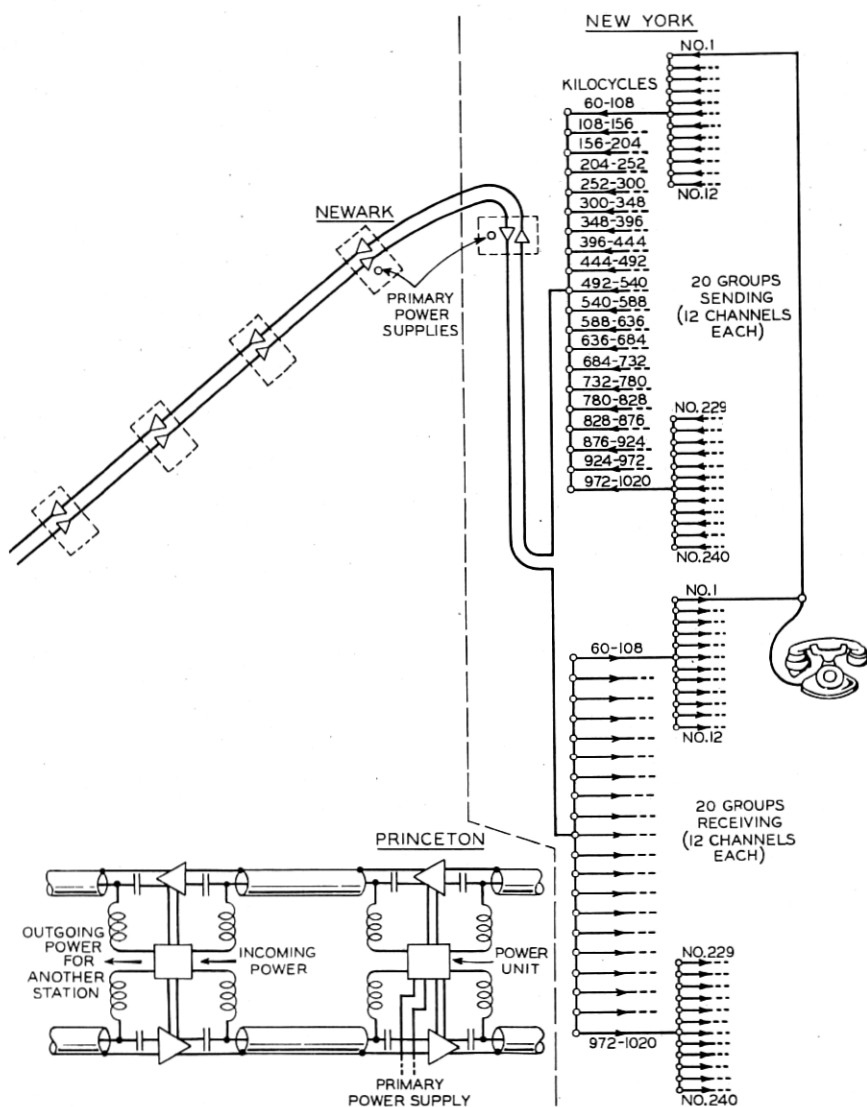 NEW YORK
NO.1
KILOCYCLES
60-108
108-156
156-204
204-252
252-300
300-348
348-396
396-444
444-492
492-540
540-588
588-636
636-684
684-732
732-780
780-828
828-876
876-924
924-972
972-1020
NO.12
20 GROUPS
SENDING
(12 CHANNELS
EACH)
NO.229
NO.240
NEWARK
PRIMARY
POWER
SUPPLIES
NO.1
60-108
NO.12
20 GROUPS
RECEIVING
(12 CHANNELS
EACH)
NO.229
972-1020
NO.240
PRINCETON
OUTGOING
POWER
FOR
ANOTHER
STATION
INCOMING
POWER
POWER
UNIT
PRIMARY
POWER SUPPLY